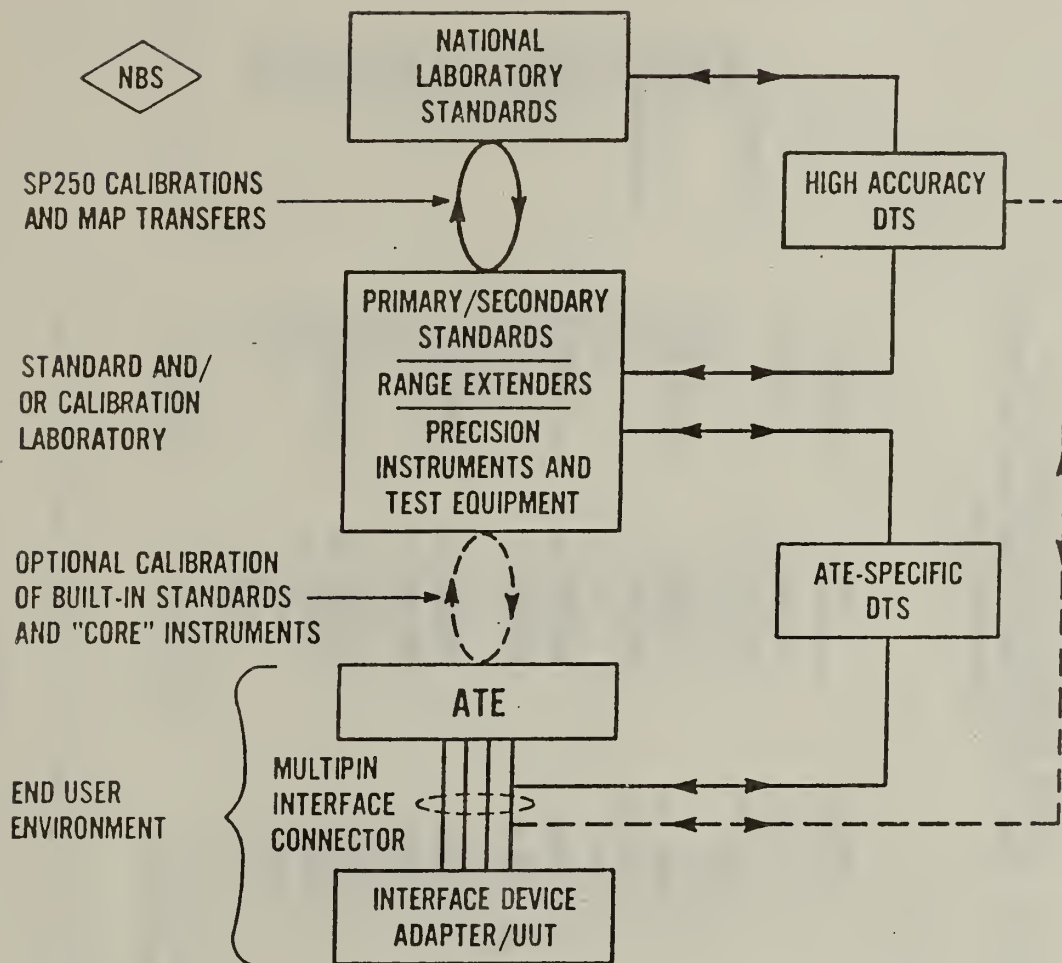 NATIONAL
LABORATORY
STANDARDS
NBS
SP250 CALIBRATIONS
AND MAP TRANSFERS
HIGH ACCURACY
DTS
PRIMARY/SECONDARY
STANDARDS
RANGE EXTENDERS
PRECISION
INSTRUMENTS AND
TEST EQUIPMENT
STANDARD AND/
OR CALIBRATION
LABORATORY
OPTIONAL CALIBRATION
OF BUILT-IN STANDARDS
AND "CORE" INSTRUMENTS
ATE-SPECIFIC
DTS
ATE
MULTIPIN
INTERFACE
CONNECTOR
END USER
ENVIRONMENT
INTERFACE DEVICE
ADAPTER/UUT